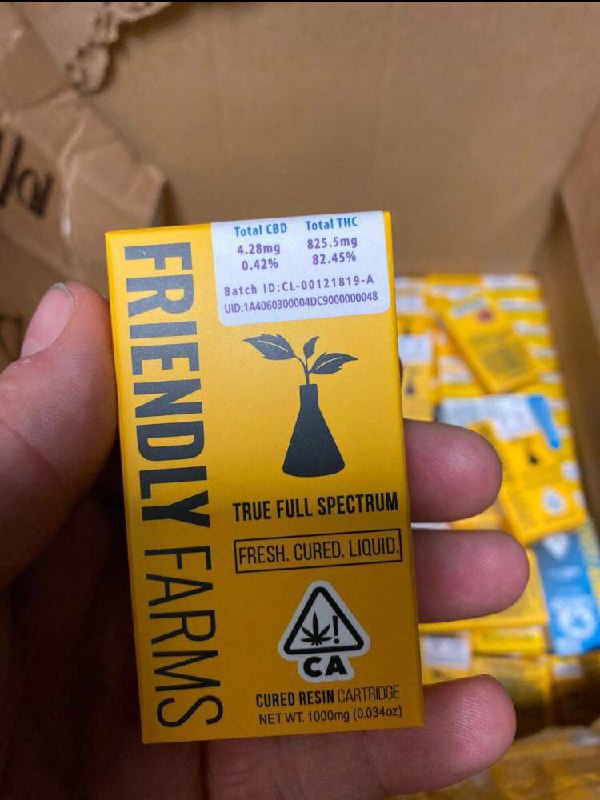 Total CBD Total THC
4.28mg 825.5mg
0.42% 82.45%
Batch ID:CL-00121819-A
UID:1A4060300004DC9000000048
FRIENDLY FARMS
TRUE FULL SPECTRUM
FRESH. CURED. LIQUID.
!
CA
CURED RESIN CARTRIDGE
NET WT. 1000mg (0.034oz)